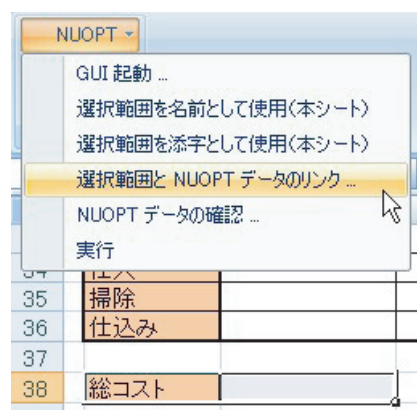 NUOPT
GUI 起動 ...
選択範囲を名前として使用(本シート)
選択範囲を添字として使用(本シート)
選択範囲と NUOPT データのリンク ...
NUOPT データの確認 ...
実行
35 掃除
36 仕込み
37
38 総コスト